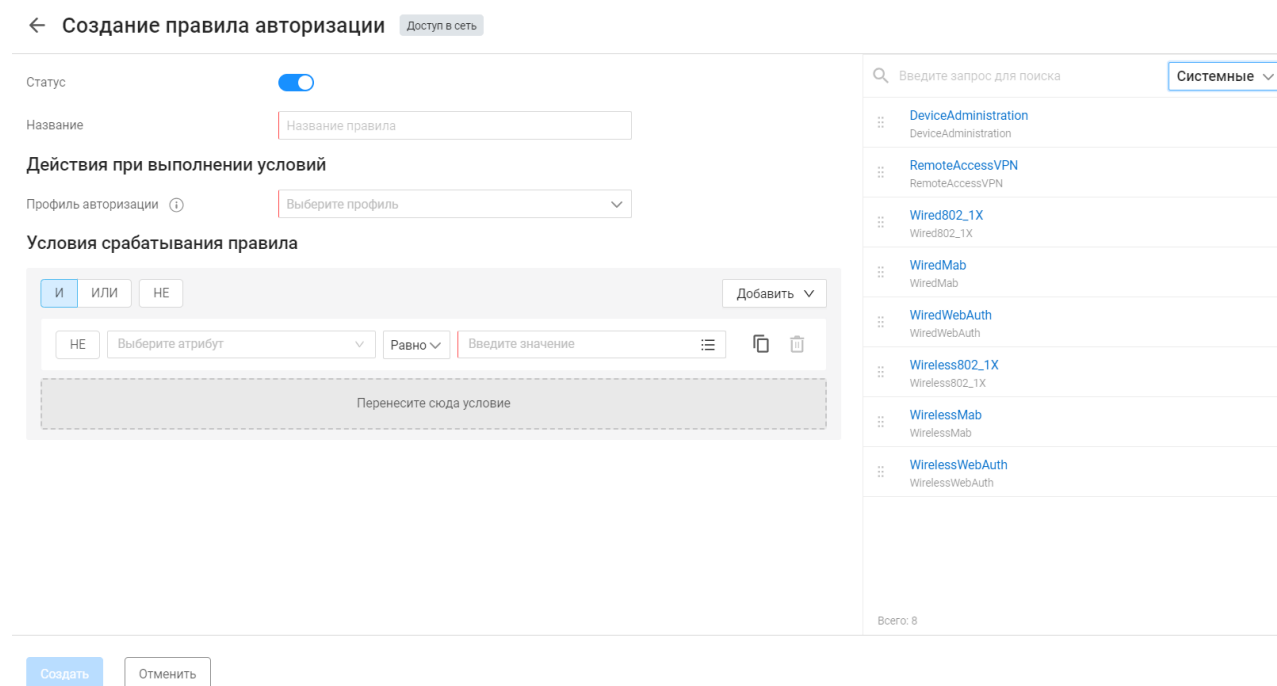 Создание правила авторизации Доступ в сеть
Статус
Название Название правила
Действия при выполнении условий
Профиль авторизации Выберите профиль
Условия срабатывания правила
И ИЛИ НЕ Добавить
НЕ Выберите атрибут Равно Введите значение
Перенесите сюда условие
Введите запрос для поиска Системные
DeviceAdministration
DeviceAdministration
RemoteAccessVPN
RemoteAccessVPN
Wired802_1X
Wired802_1X
WiredMab
WiredMab
WiredWebAuth
WiredWebAuth
Wireless802_1X
Wireless802_1X
WirelessMab
WirelessMab
WirelessWebAuth
WirelessWebAuth
Всего: 8
Создать Отменить